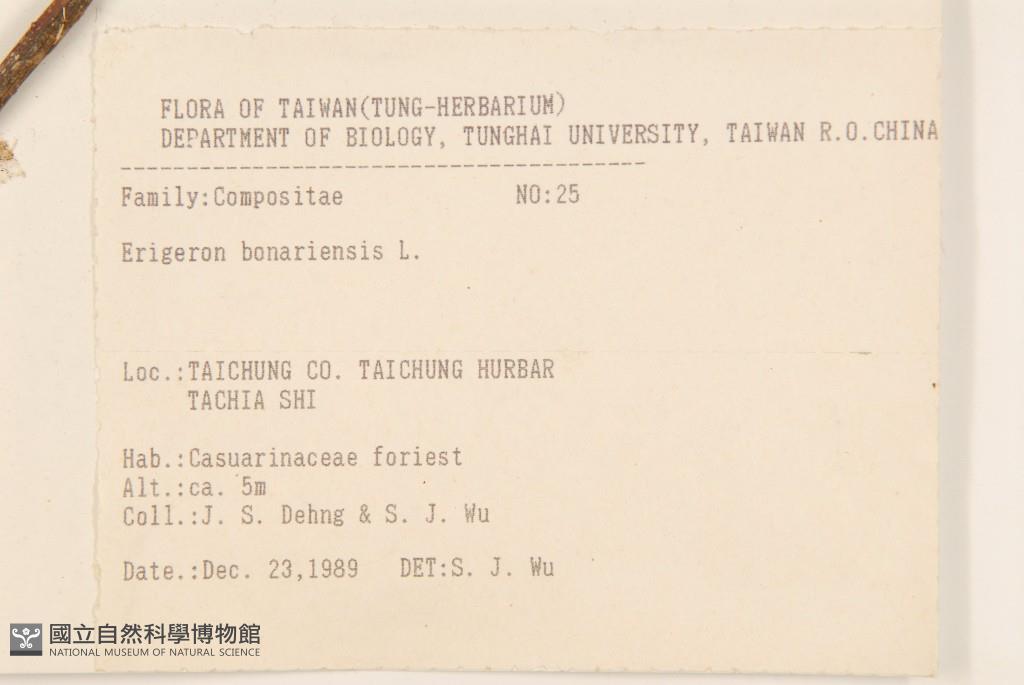 FLORA OF TAIWAN(TUNG-HERBARIUM)
DEPARTMENT OF BIOLOGY, TUNGHAI UNIVERSITY, TAIWAN R.O.CHINA
----------------------------------------
Family:Compositae NO:25
Erigeron bonariensis L.
Loc.:TAICHUNG CO. TAICHUNG HURBAR
TACHIA SHI
Hab.:Casuarinaceae foriest
Alt.:ca. 5m
Coll.:J. S. Dehng & S. J. Wu
Date.:Dec. 23,1989 DET:S. J. Wu
國立自然科學博物館
NATIONAL MUSEUM OF NATURAL SCIENCE